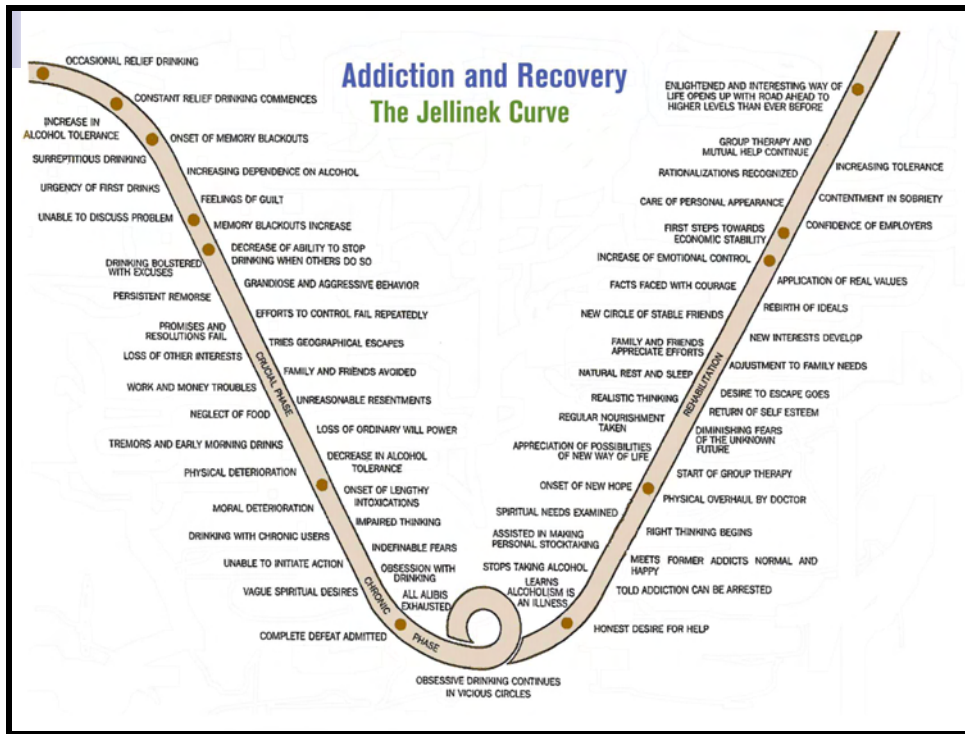 Addiction and Recovery
The Jellinek Curve
OCCASIONAL RELIEF DRINKING
CONSTANT RELIEF DRINKING COMMENCES
INCREASE IN
ALCOHOL TOLERANCE
ONSET OF MEMORY BLACKOUTS
SURREPTITIOUS DRINKING
INCREASING DEPENDENCE ON ALCOHOL
URGENCY OF FIRST DRINKS
FEELINGS OF GUILT
UNABLE TO DISCUSS PROBLEM
MEMORY BLACKOUTS INCREASE
DECREASE OF ABILITY TO STOP
DRINKING WHEN OTHERS DO SO
DRINKING BOLSTERED
WITH EXCUSES
GRANDIOSE AND AGGRESSIVE BEHAVIOR
PERSISTENT REMORSE
EFFORTS TO CONTROL FAIL REPEATEDLY
PROMISES AND
RESOLUTIONS FAIL
TRIES GEOGRAPHICAL ESCAPES
LOSS OF OTHER INTERESTS
FAMILY AND FRIENDS AVOIDED
CRUCIAL PHASE
WORK AND MONEY TROUBLES
UNREASONABLE RESENTMENTS
NEGLECT OF FOOD
LOSS OF ORDINARY WILL POWER
TREMORS AND EARLY MORNING DRINKS
DECREASE IN ALCOHOL
TOLERANCE
PHYSICAL DETERIORATION
ONSET OF LENGTHY
INTOXICATIONS
MORAL DETERIORATION
IMPAIRED THINKING
DRINKING WITH CHRONIC USERS
INDEFINABLE FEARS
UNABLE TO INITIATE ACTION
OBSESSION WITH
DRINKING
VAGUE SPIRITUAL DESIRES
ALL ALIBIS
EXHAUSTED
CHRONIC
PHASE
COMPLETE DEFEAT ADMITTED
OBSESSIVE DRINKING CONTINUES
IN VICIOUS CIRCLES
ENLIGHTENED AND INTERESTING WAY OF
LIFE OPENS UP WITH ROAD AHEAD TO
HIGHER LEVELS THAN EVER BEFORE
GROUP THERAPY AND
MUTUAL HELP CONTINUE
INCREASING TOLERANCE
RATIONALIZATIONS RECOGNIZED
CONTENTMENT IN SOBRIETY
CARE OF PERSONAL APPEARANCE
CONFIDENCE OF EMPLOYERS
FIRST STEPS TOWARDS
ECONOMIC STABILITY
INCREASE OF EMOTIONAL CONTROL
APPLICATION OF REAL VALUES
FACTS FACED WITH COURAGE
REBIRTH OF IDEALS
NEW CIRCLE OF STABLE FRIENDS
NEW INTERESTS DEVELOP
FAMILY AND FRIENDS
APPRECIATE EFFORTS
ADJUSTMENT TO FAMILY NEEDS
NATURAL REST AND SLEEP
REHABILITATION
DESIRE TO ESCAPE GOES
REALISTIC THINKING
RETURN OF SELF ESTEEM
REGULAR NOURISHMENT
TAKEN
DIMINISHING FEARS
OF THE UNKNOWN
FUTURE
APPRECIATION OF POSSIBILITIES
OF NEW WAY OF LIFE
START OF GROUP THERAPY
ONSET OF NEW HOPE
PHYSICAL OVERHAUL BY DOCTOR
SPIRITUAL NEEDS EXAMINED
RIGHT THINKING BEGINS
ASSISTED IN MAKING
PERSONAL STOCKTAKING
MEETS FORMER ADDICTS NORMAL AND
HAPPY
STOPS TAKING ALCOHOL
TOLD ADDICTION CAN BE ARRESTED
LEARNS
ALCOHOLISM IS
AN ILLNESS
HONEST DESIRE FOR HELP